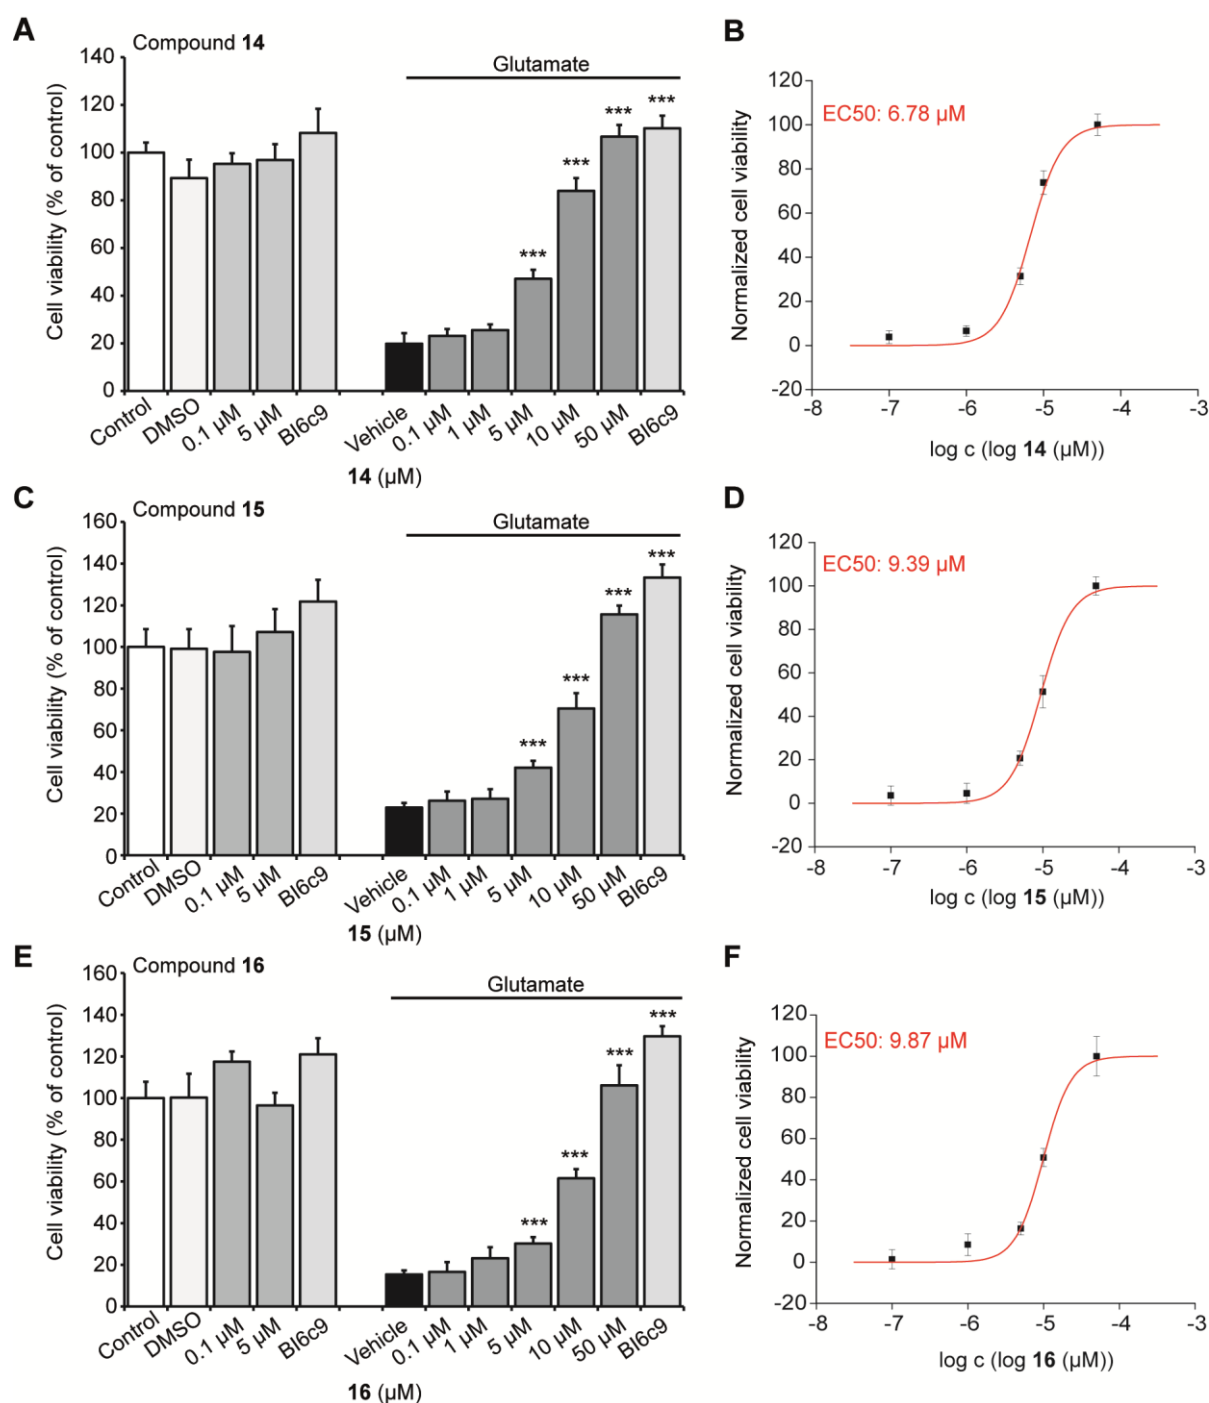 A
Compound 14
Glutamate
Cell viability (% of control)
140
120
100
80
60
40
20
0
***
***
***
***
Control
DMSO
0.1 µM
5 µM
BI6c9
Vehicle
0.1 µM
1 µM
5 µM
10 µM
50 µM
BI6c9
14 (µM)
B
EC50: 6.78 µM
Normalized cell viability
120
100
80
60
40
20
0
-20
-8
-7
-6
-5
-4
-3
log c (log 14 (µM))
C
Compound 15
Glutamate
Cell viability (% of control)
160
140
120
100
80
60
40
20
0
***
***
***
***
Control
DMSO
0.1 µM
5 µM
BI6c9
Vehicle
0.1 µM
1 µM
5 µM
10 µM
50 µM
BI6c9
15 (µM)
D
EC50: 9.39 µM
Normalized cell viability
120
100
80
60
40
20
0
-20
-8
-7
-6
-5
-4
-3
log c (log 15 (µM))
E
Compound 16
Glutamate
Cell viability (% of control)
160
140
120
100
80
60
40
20
0
***
***
***
***
Control
DMSO
0.1 µM
5 µM
BI6c9
Vehicle
0.1 µM
1 µM
5 µM
10 µM
50 µM
BI6c9
16 (µM)
F
EC50: 9.87 µM
Normalized cell viability
120
100
80
60
40
20
0
-20
-8
-7
-6
-5
-4
-3
log c (log 16 (µM))